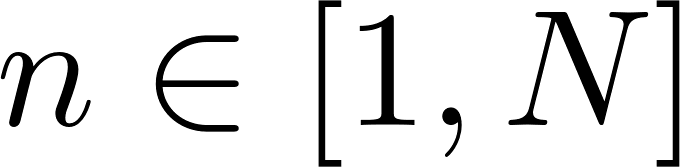 n ∈ [1, N]